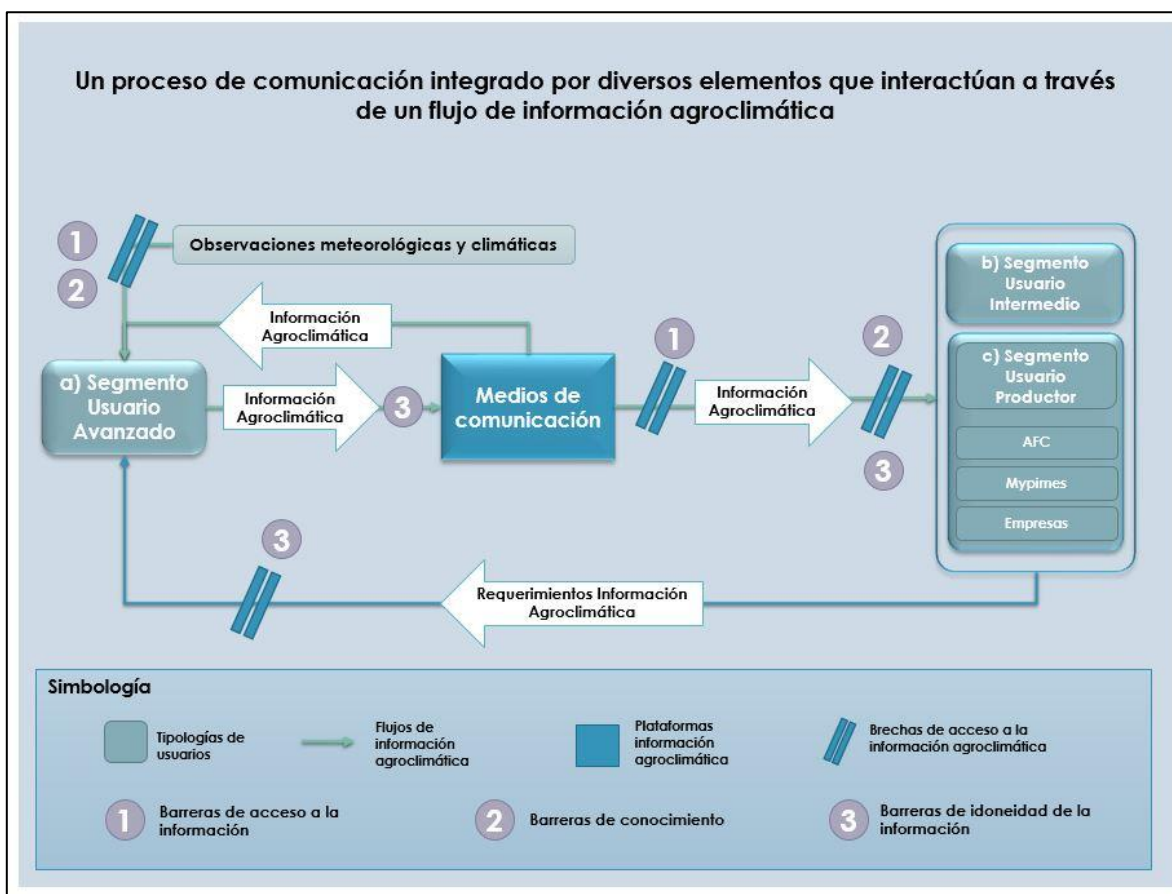 Un proceso de comunicación integrado por diversos elementos que interactúan a través
de un flujo de información agroclimática
1
2
Observaciones meteorológicas y climáticas
Información
Agroclimática
a) Segmento
Usuario
Avanzado
Información
Agroclimática
3
Medios de
comunicación
1
Información
Agroclimática
2
3
b) Segmento
Usuario
Intermedio
c) Segmento
Usuario
Productor
AFC
Mypimes
Empresas
3
Requerimientos Información
Agroclimática
Simbología
Tipologías de
usuarios
Flujos de
información
agroclimática
Plataformas
información
agroclimática
Brechas de acceso a la
información agroclimática
1
Barreras de acceso a la
información
2
Barreras de conocimiento
3
Barreras de idoneidad de la
información